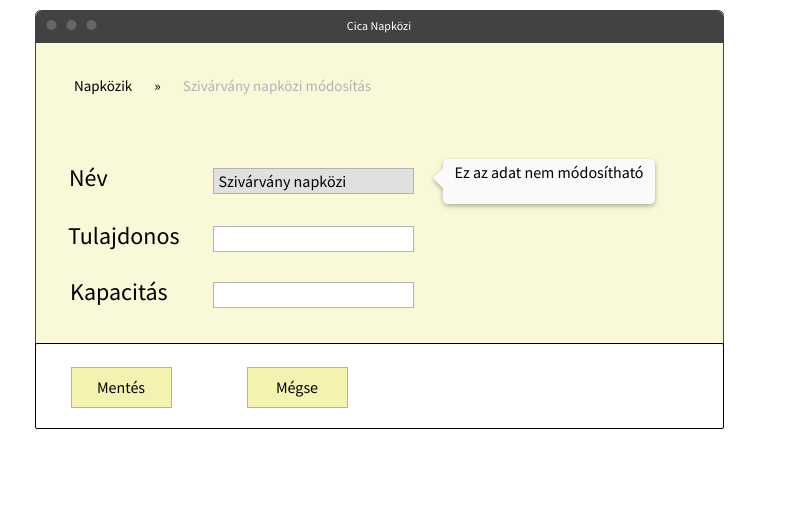 Cica Napközi
Napközik » Szivárvány napközi módosítás
Név Szivárvány napközi Ez az adat nem módosítható
Tulajdonos
Kapacitás
Mentés Mégse